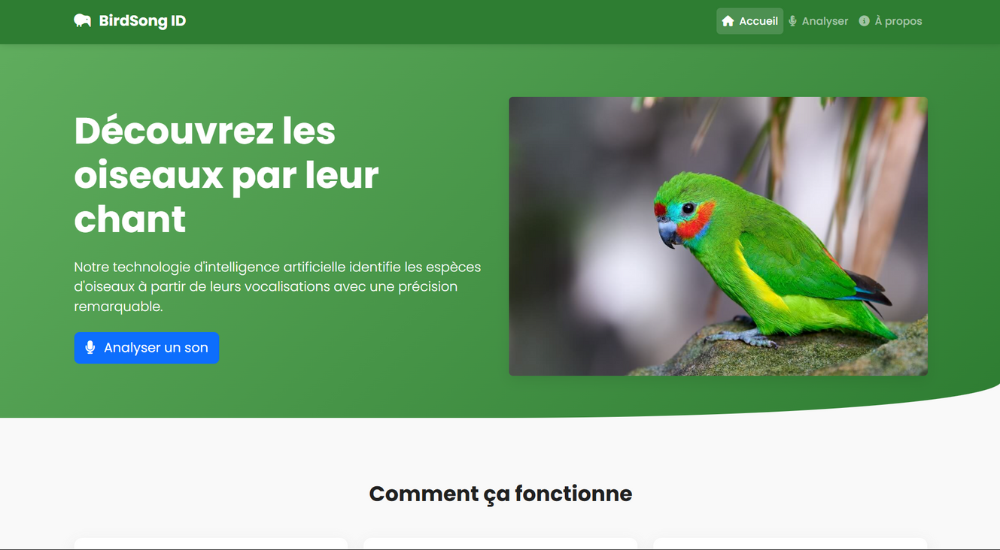 BirdSong ID
Accueil
Analyser
À propos
Découvrez les
oiseaux par leur
chant
Notre technologie d'intelligence artificielle identifie les espèces
d'oiseaux à partir de leurs vocalisations avec une précision
remarquable.
Analyser un son
Comment ça fonctionne